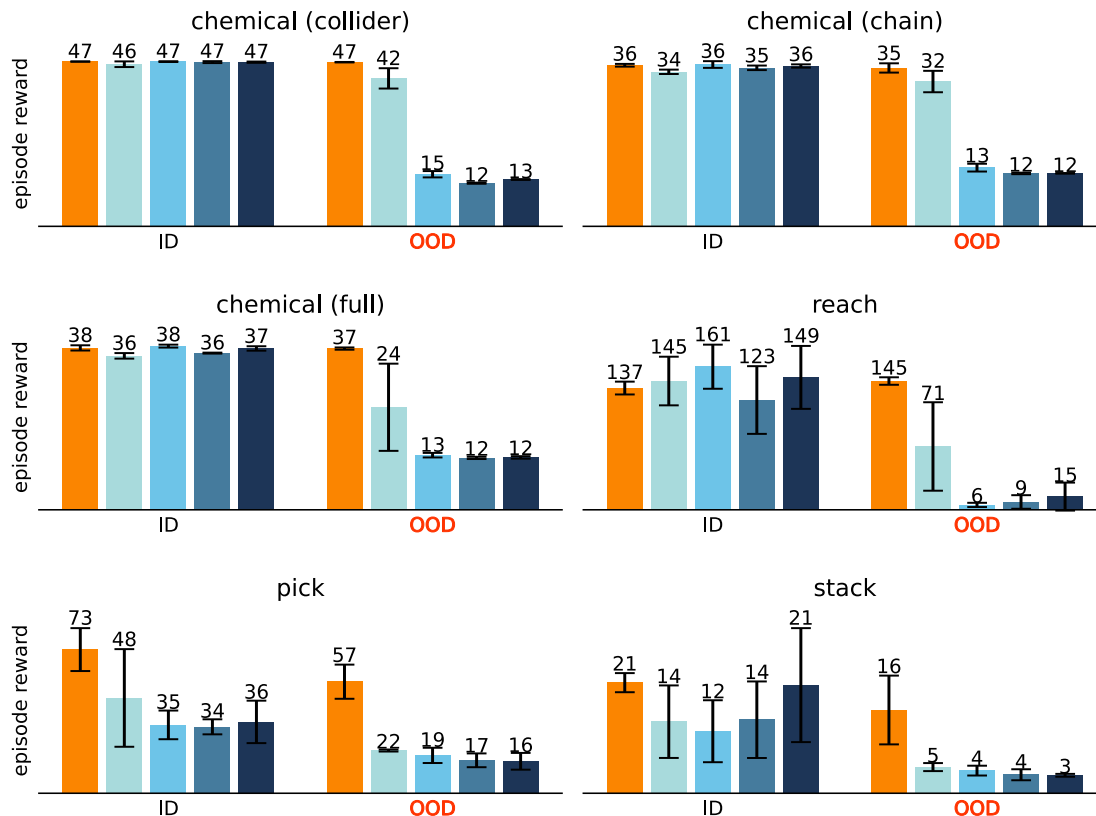 chemical (collider)
episode reward
47 46 47 47 47 47 42 15 12 13
ID OOD
chemical (chain)
36 34 36 35 36 35 32 13 12 12
ID OOD
chemical (full)
episode reward
38 36 38 36 37 37 24 13 12 12
ID OOD
reach
137 145 161 123 149 145 71 6 9 15
ID OOD
pick
episode reward
73 48 35 34 36 57 22 19 17 16
ID OOD
stack
21 14 12 14 21 16 5 4 4 3
ID OOD